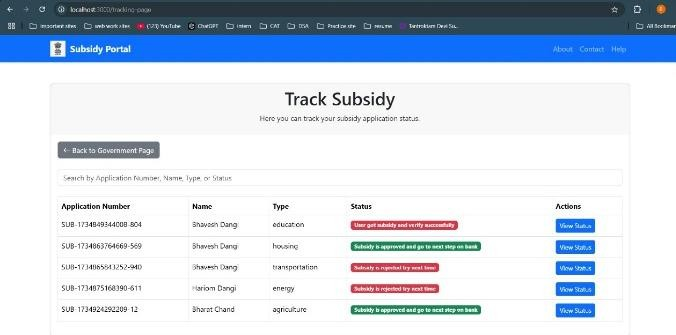 localhost:3000/tracking-page
important sites web work sites (123) YouTube ChatGPT intern CAT DSA Practice site resume Tantroktam Devi Su... All Bookmar
Subsidy Portal About Contact Help
Track Subsidy
Here you can track your subsidy application status.
← Back to Government Page
Search by Application Number, Name, Type, or Status
Application Number Name Type Status Actions
SUB-1734849344008-804 Bhavesh Dangi education User got subsidy and verify successfully View Status
SUB-1734863764669-569 Bhavesh Dangi housing Subsidy is approved and go to next step on bank View Status
SUB-1734865843252-940 Bhavesh Dangi transportation Subsidy is rejected try next time View Status
SUB-1734875168390-611 Hariom Dangi energy Subsidy is rejected try next time View Status
SUB-1734924292209-12 Bharat Chand agriculture Subsidy is approved and go to next step on bank View Status